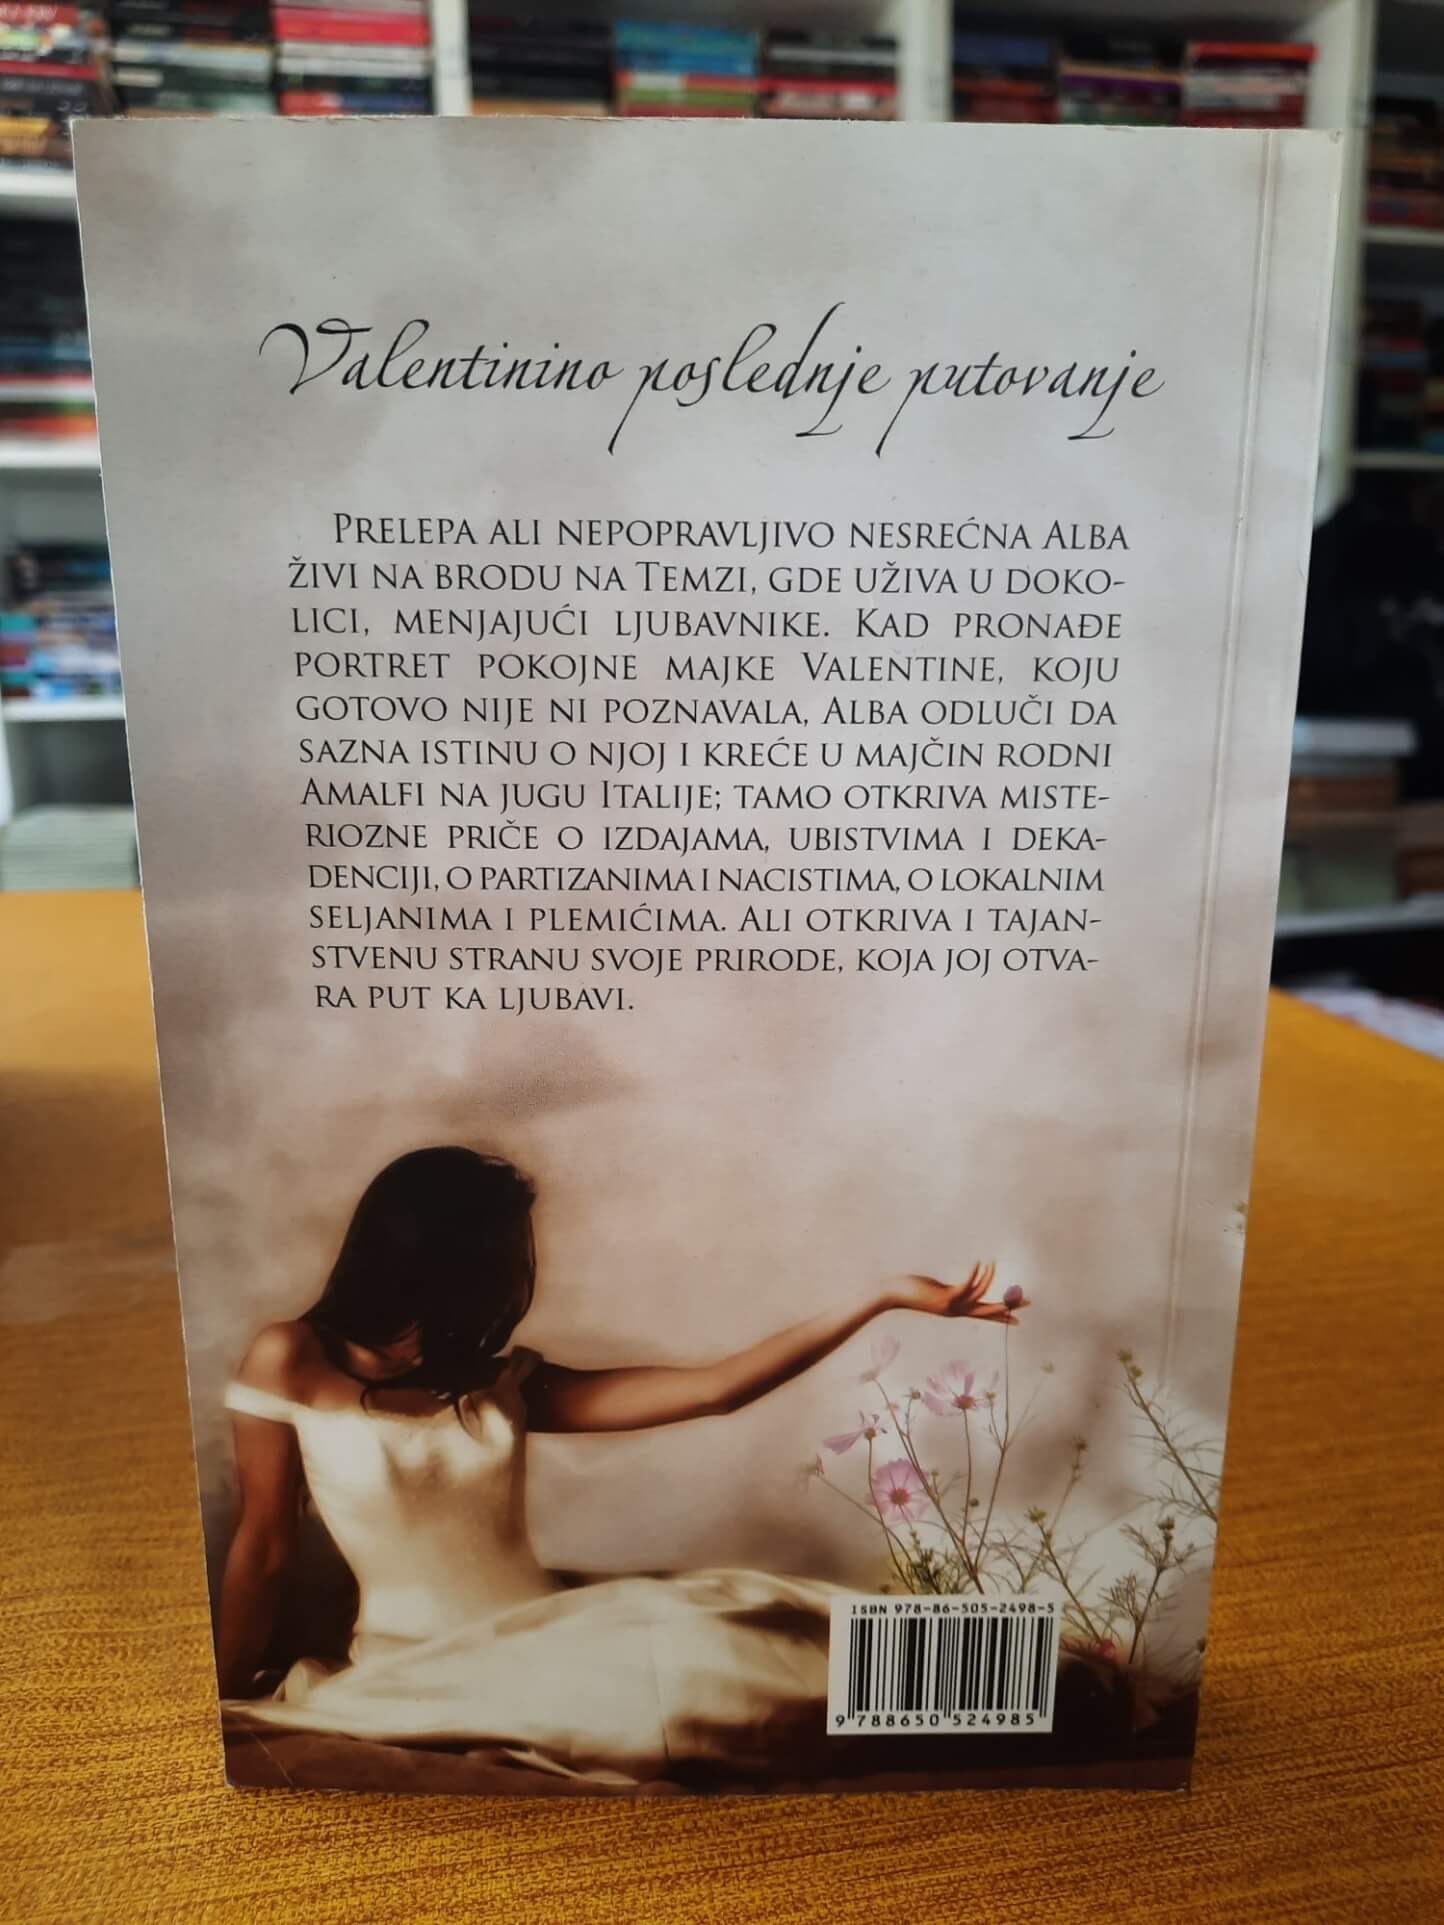 Valentinino poslednje putovanje
Prelepa ali nepopravljivo nesrećna Alba
živi na brodu na Temzi, gde uživa u doko-
lici, menjajući ljubavnike. Kad pronađe
portret pokojne majke Valentine, koju
gotovo nije ni poznavala, Alba odluči da
sazna istinu o njoj i kreće u majčin rodni
Amalfi na jugu Italije; tamo otkriva miste-
riozne priče o izdajama, ubistvima i deka-
denciji, o partizanima i nacistima, o lokalnim
seljanima i plemićima. Ali otkriva i tajan-
stvenu stranu svoje prirode, koja joj otva-
ra put ka ljubavi.
ISBN 978-86-505-2498-5
9 788650 524985